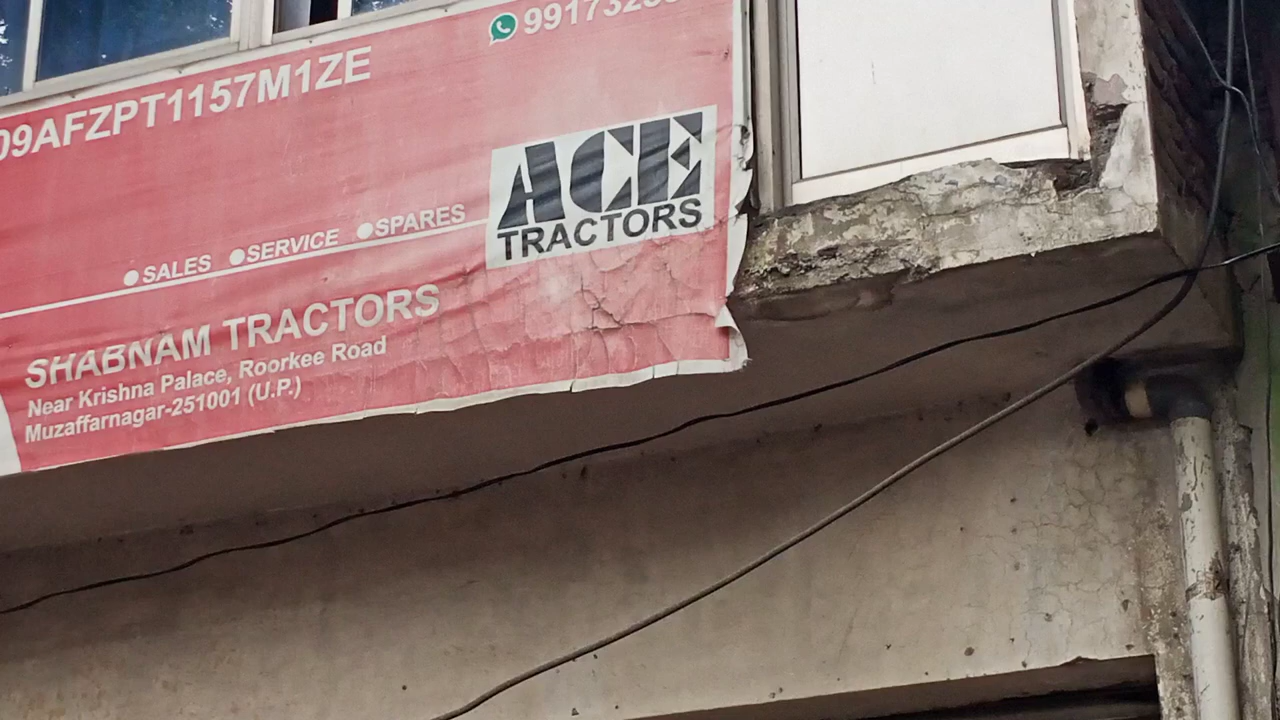 09AFZPT1157M1ZE
ACE
TRACTORS
●SALES ●SERVICE ●SPARES
SHABNAM TRACTORS
Near Krishna Palace, Roorkee Road
Muzaffarnagar-251001 (U.P.)